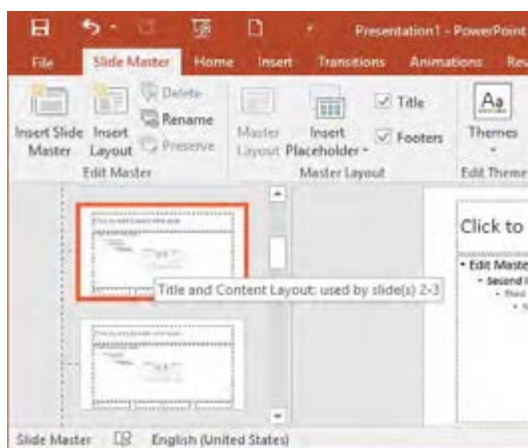 Presentation1 - PowerPoint
File Slide Master Home Insert Transitions Animations Rev
Insert Slide Master
Insert Layout
Delete
Rename
Preserve
Master Layout
Insert Placeholder
Title
Footers
Themes
Edit Master
Master Layout
Edit Theme
Click to
Edit Maste
Second
Third
Title and Content Layout: used by slide(s) 2-3
Slide Master English (United States)